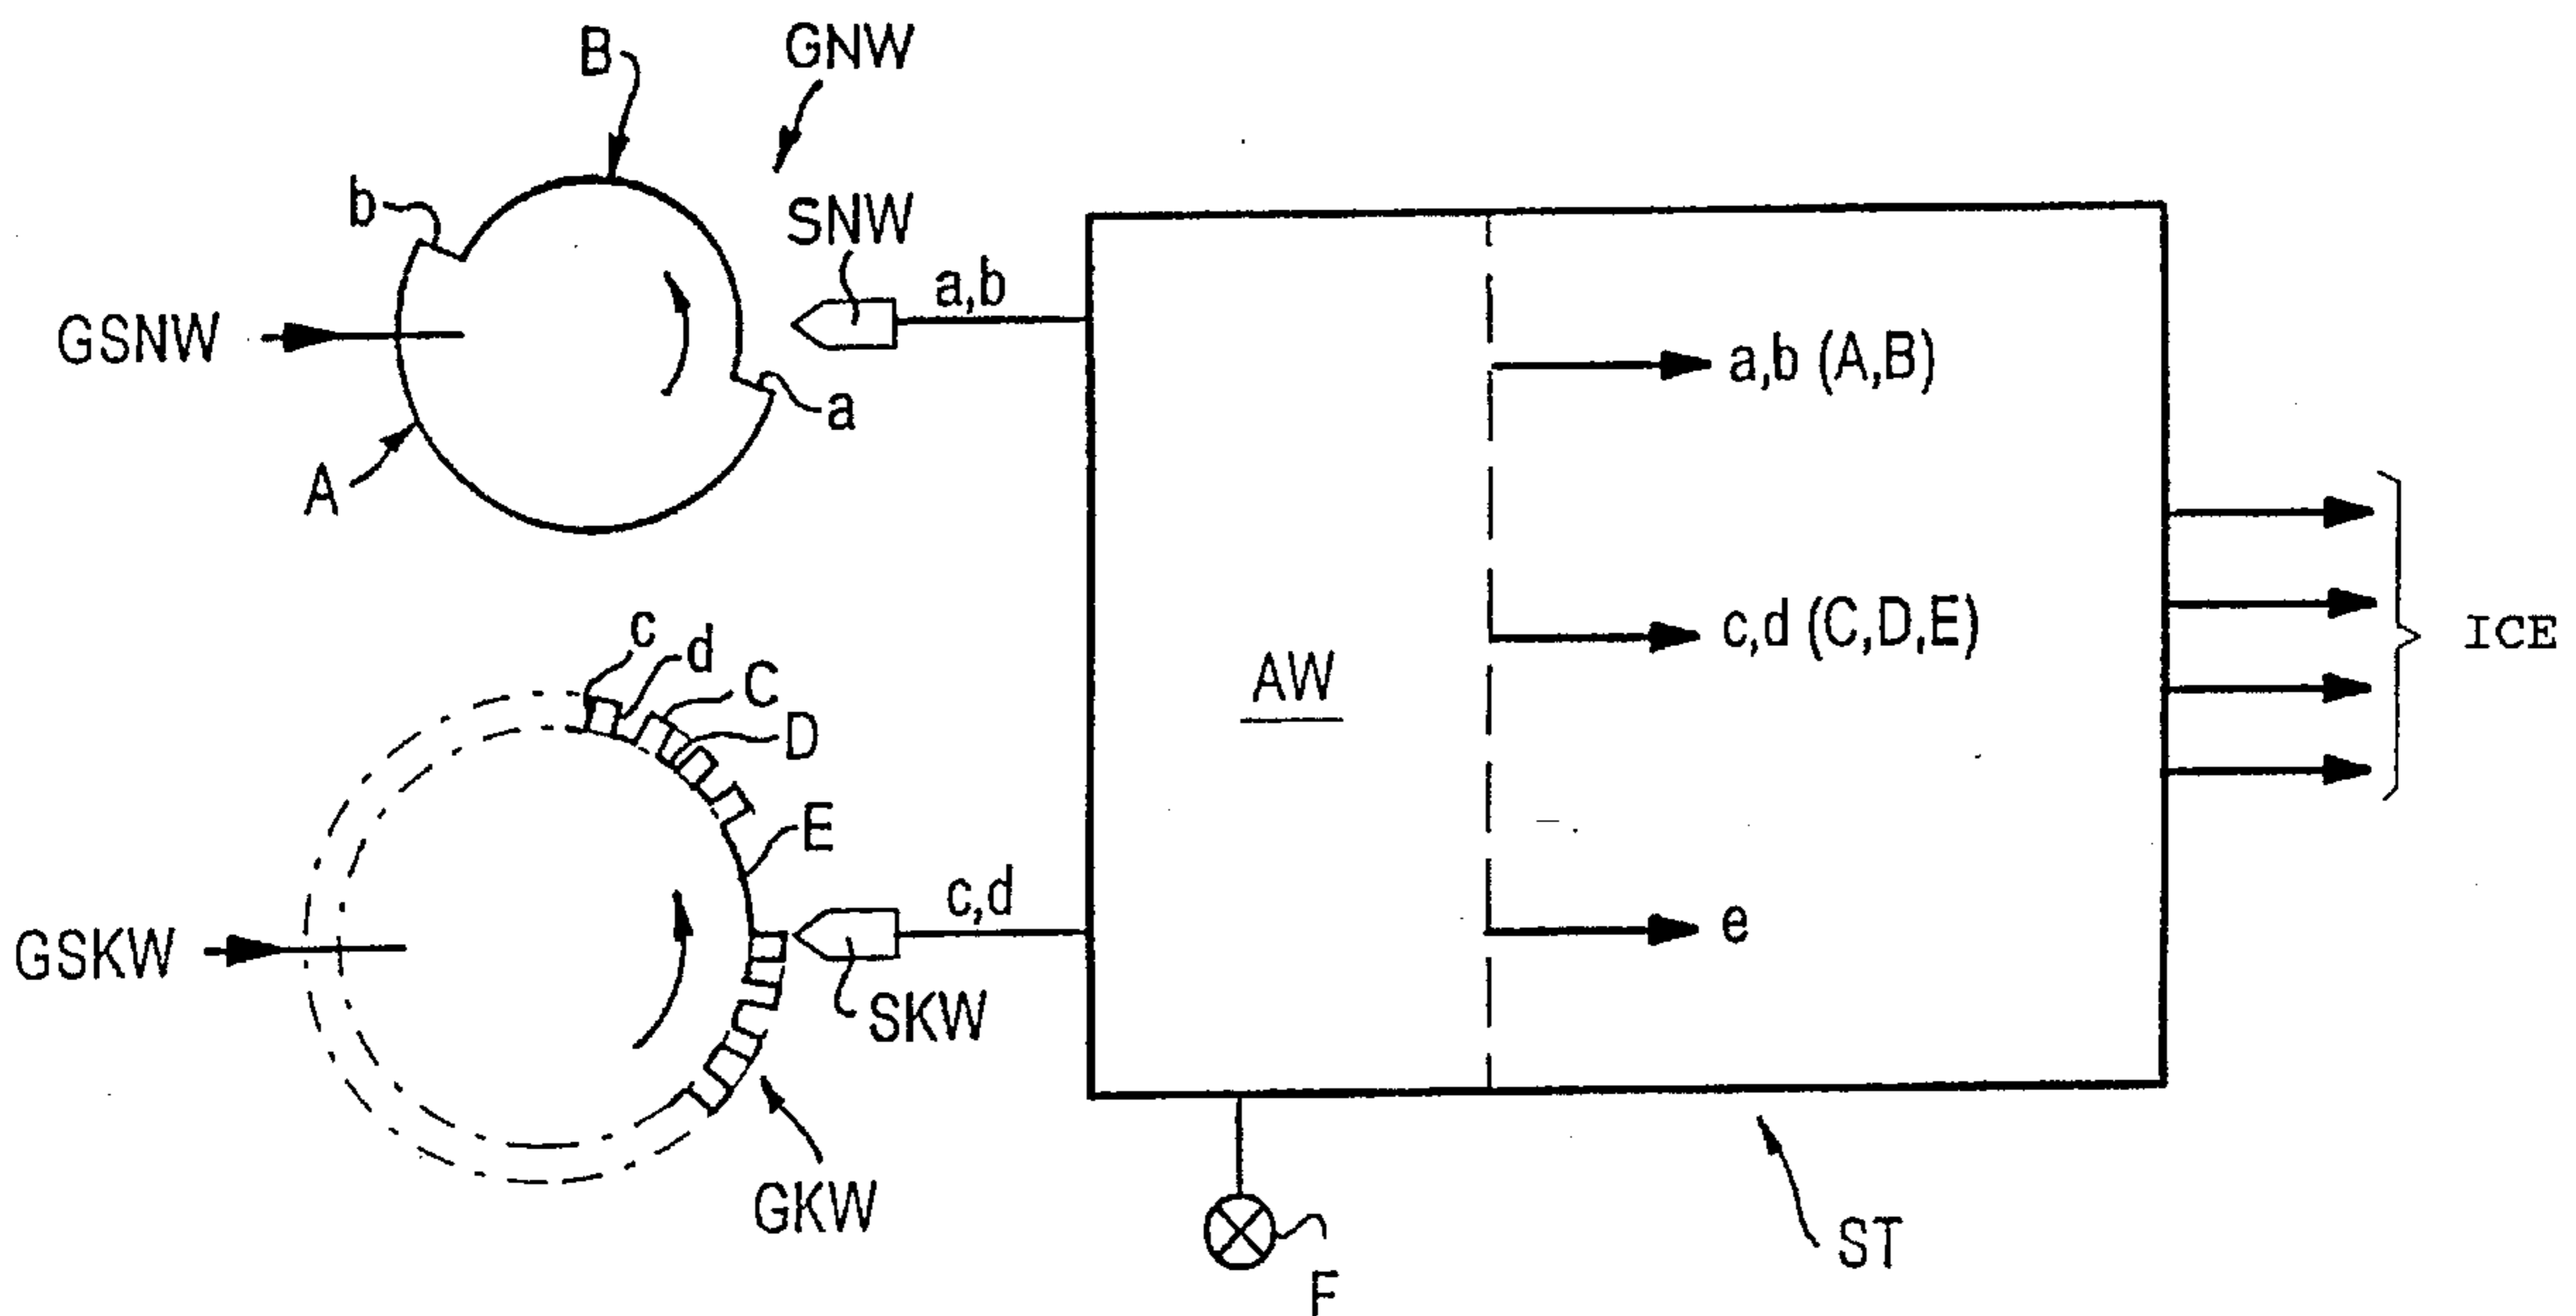 B
GNW
b
SNW
a,b
GSNW
a
A
a,b (A,B)
c
d
C
D
E
c,d (C,D,E)
ICE
AW
c,d
e
GSKW
SKW
GKW
ST
F